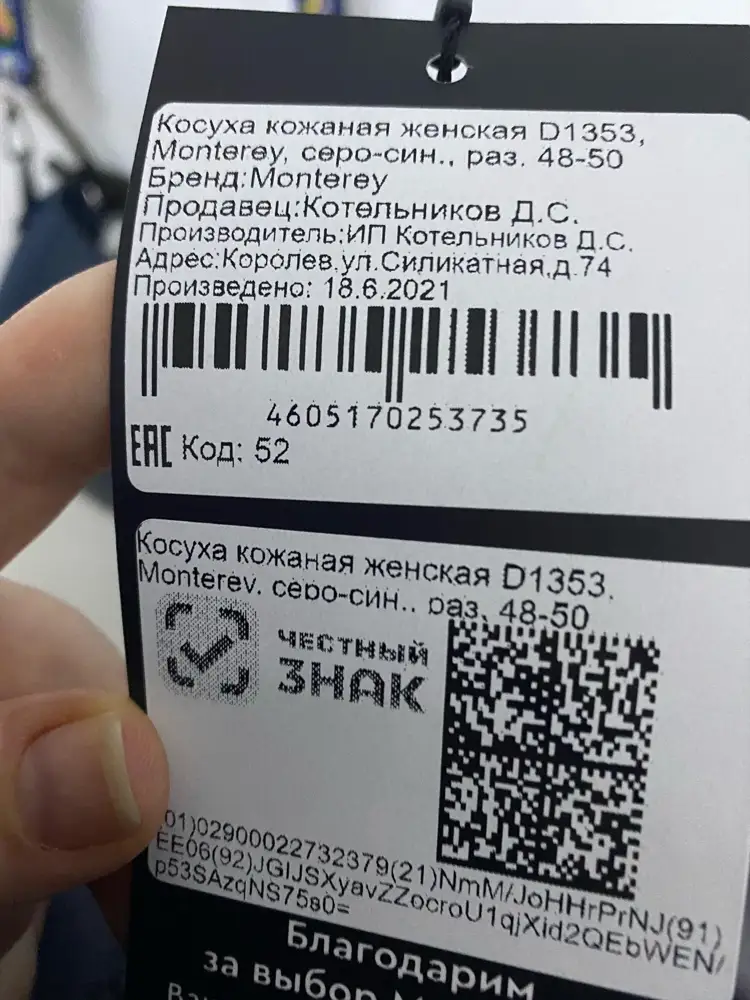 Косуха кожаная женская D1353,
Monterey, серо-син., раз. 48-50
Бренд:Monterey
Продавец:Котельников Д.С.
Производитель:ИП Котельников Д.С.
Адрес:Королев,ул.Силикатная,д.74
Произведено: 18.6.2021
4605170253735
EAC Код: 52
Косуха кожаная женская D1353,
Monterey, серо-син., раз. 48-50
ЧЕСТНЫЙ
ЗНАК
01)02900022732379(21)NmM/JoHHrPrNJ(91)
EE06(92)JGIJSXyavZZocroU1qjXid2QEbWEN/
p53SAzqNS75s0=
Благодарим
за выбор